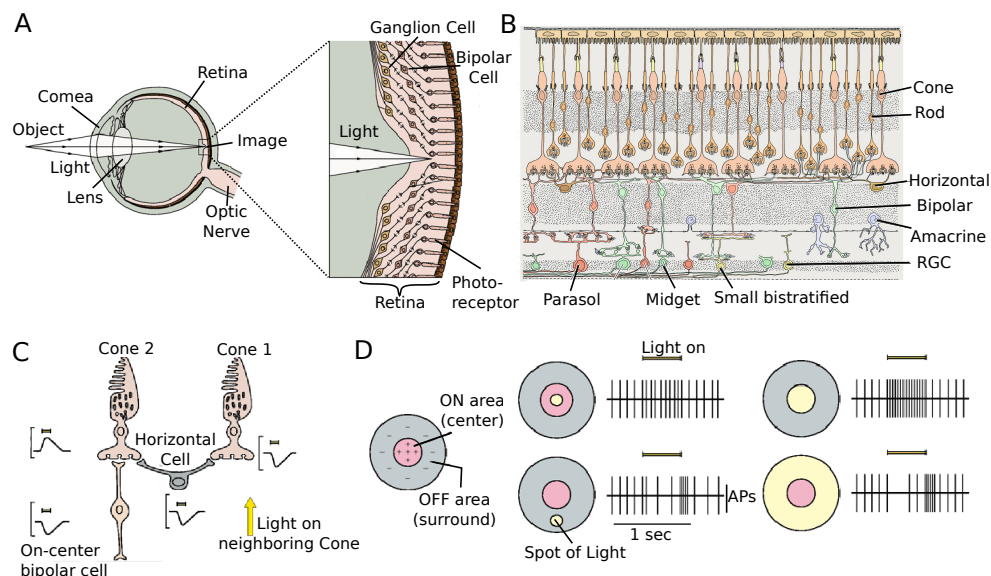 A
Ganglion Cell
Bipolar
Cell
Retina
Comea
Object
Light
Image
Light
Lens
Optic
Nerve
Retina
Photo-
receptor
B
Cone
Rod
Horizontal
Bipolar
Amacrine
RGC
Parasol
Midget
Small bistratified
C
Cone 2
Cone 1
Horizontal
Cell
Light on
neighboring Cone
On-center
bipolar cell
D
Light on
ON area
(center)
OFF area
(surround)
APs
1 sec
Spot of Light